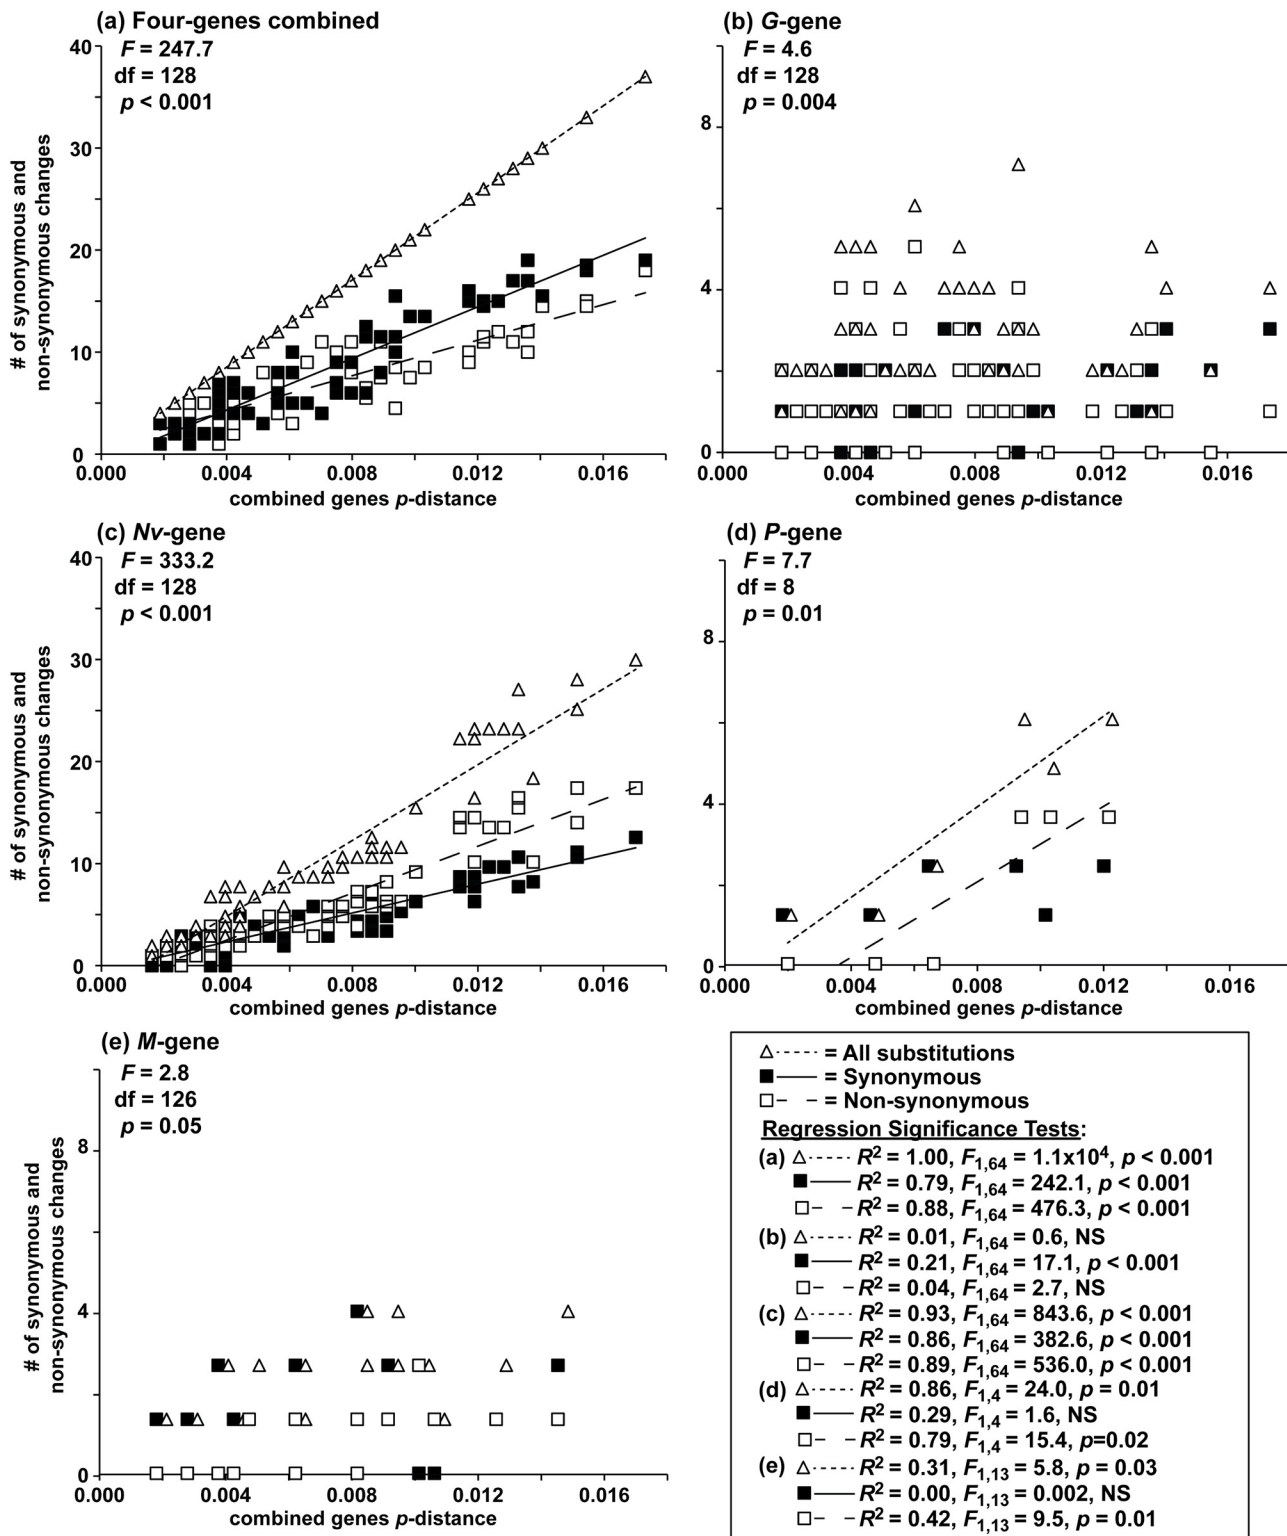 (a) Four-genes combined
F = 247.7
df = 128
p < 0.001
40
30
20
10
0
0.000 0.004 0.008 0.012 0.016
combined genes p-distance
# of synonymous and
non-synonymous changes
(b) G-gene
F = 4.6
df = 128
p = 0.004
8
4
0
0.000 0.004 0.008 0.012 0.016
combined genes p-distance
(c) Nv-gene
F = 333.2
df = 128
p < 0.001
40
30
20
10
0
0.000 0.004 0.008 0.012 0.016
combined genes p-distance
# of synonymous and
non-synonymous changes
(d) P-gene
F = 7.7
df = 8
p = 0.01
8
4
0
0.000 0.004 0.008 0.012 0.016
combined genes p-distance
(e) M-gene
F = 2.8
df = 126
p = 0.05
8
4
0
0.000 0.004 0.008 0.012 0.016
combined genes p-distance
# of synonymous and
non-synonymous changes
= All substitutions
= Synonymous
= Non-synonymous
Regression Significance Tests:
(a) R² = 1.00, F1,64 = 1.1x10⁴, p < 0.001
R² = 0.79, F1,64 = 242.1, p < 0.001
R² = 0.88, F1,64 = 476.3, p < 0.001
(b) R² = 0.01, F1,64 = 0.6, NS
R² = 0.21, F1,64 = 17.1, p < 0.001
R² = 0.04, F1,64 = 2.7, NS
(c) R² = 0.93, F1,64 = 843.6, p < 0.001
R² = 0.86, F1,64 = 382.6, p < 0.001
R² = 0.89, F1,64 = 536.0, p < 0.001
(d) R² = 0.86, F1,4 = 24.0, p = 0.01
R² = 0.29, F1,4 = 1.6, NS
R² = 0.79, F1,4 = 15.4, p=0.02
(e) R² = 0.31, F1,13 = 5.8, p = 0.03
R² = 0.00, F1,13 = 0.002, NS
R² = 0.42, F1,13 = 9.5, p = 0.01